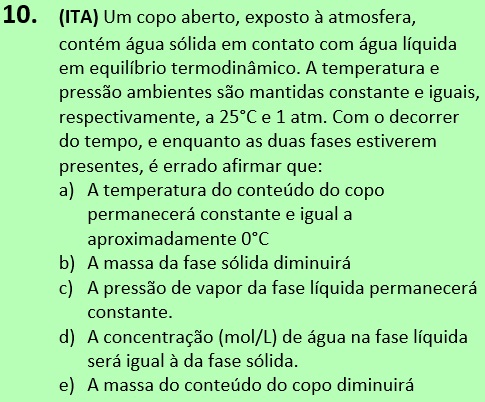 10. (ITA) Um copo aberto, exposto à atmosfera,
contém água sólida em contato com água líquida
em equilíbrio termodinâmico. A temperatura e
pressão ambientes são mantidas constante e iguais,
respectivamente, a 25°C e 1 atm. Com o decorrer
do tempo, e enquanto as duas fases estiverem
presentes, é errado afirmar que:
a) A temperatura do conteúdo do copo
permanecerá constante e igual a
aproximadamente 0°C
b) A massa da fase sólida diminuirá
c) A pressão de vapor da fase líquida permanecerá
constante.
d) A concentração (mol/L) de água na fase líquida
será igual à da fase sólida.
e) A massa do conteúdo do copo diminuirá